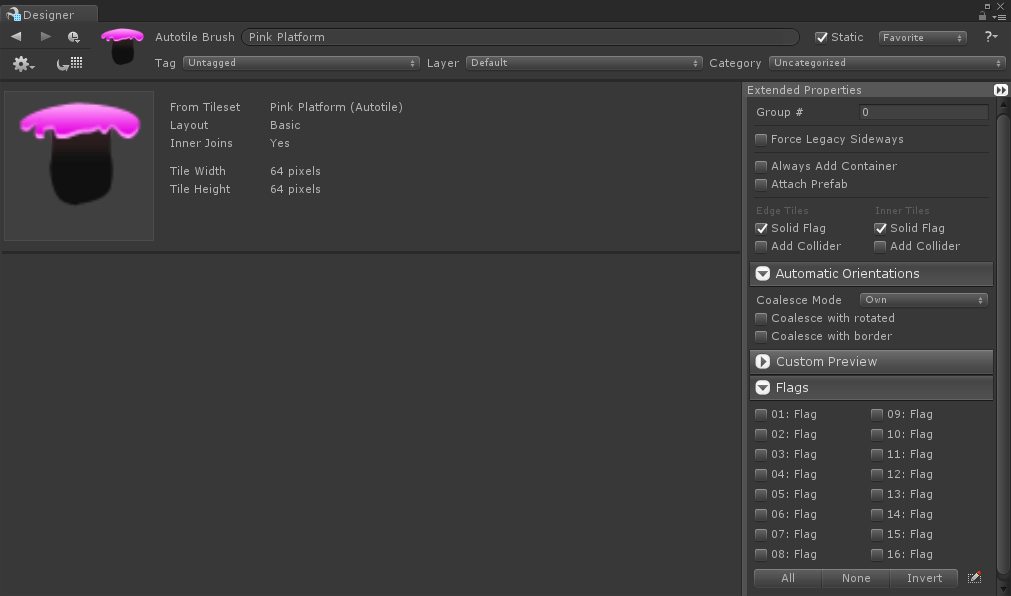 Designer
Autotile Brush Pink Platform Static Favorite ?
Tag Untagged Layer Default Category Uncategorized
Extended Properties
From Tileset Pink Platform (Autotile)
Layout Basic
Inner Joins Yes
Tile Width 64 pixels
Tile Height 64 pixels
Group # 0
Force Legacy Sideways
Always Add Container
Attach Prefab
Edge Tiles Inner Tiles
Solid Flag Solid Flag
Add Collider Add Collider
Automatic Orientations
Coalesce Mode Own
Coalesce with rotated
Coalesce with border
Custom Preview
Flags
01: Flag 09: Flag
02: Flag 10: Flag
03: Flag 11: Flag
04: Flag 12: Flag
05: Flag 13: Flag
06: Flag 14: Flag
07: Flag 15: Flag
08: Flag 16: Flag
All None Invert